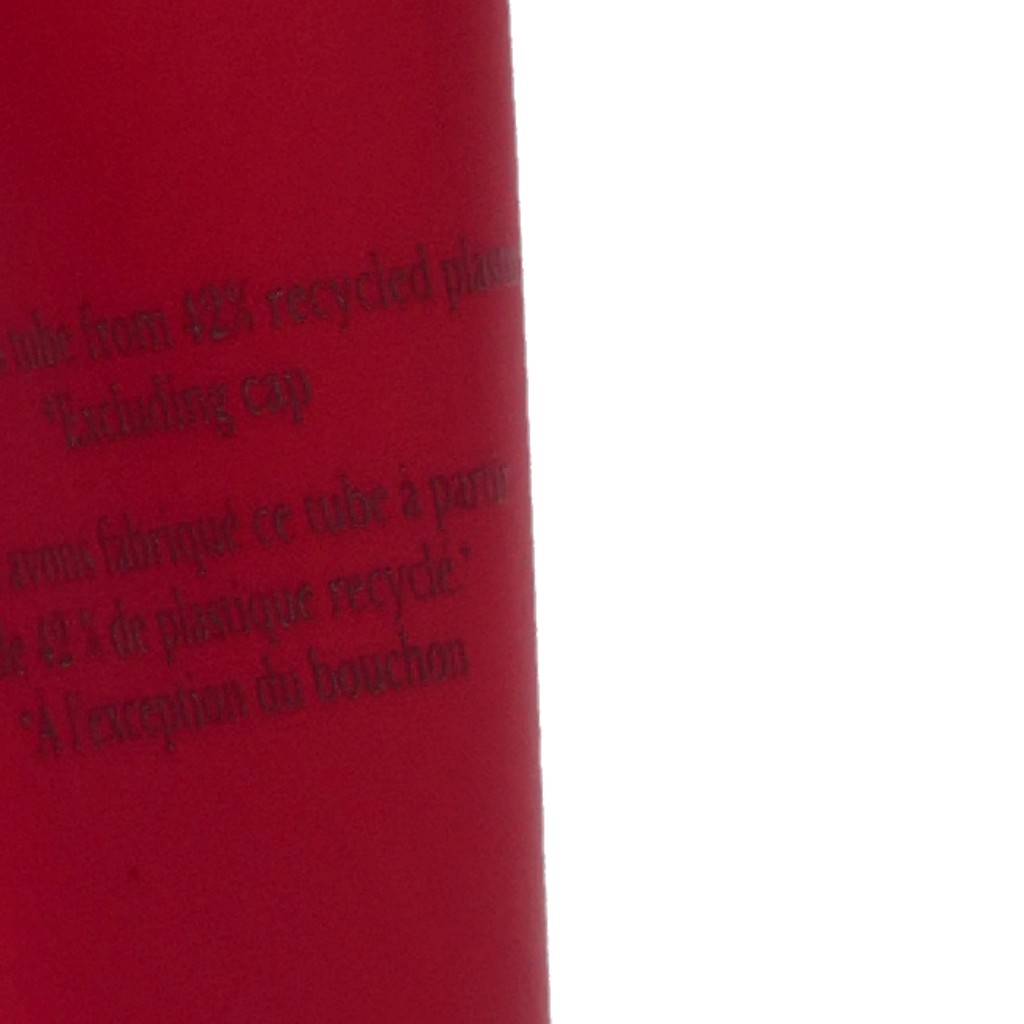 tube from 42% recycled
*Excluding cap
avons fabriqué ce tube à partir
de 42 % de plastique recyclé.*
*À l'exception du bouchon